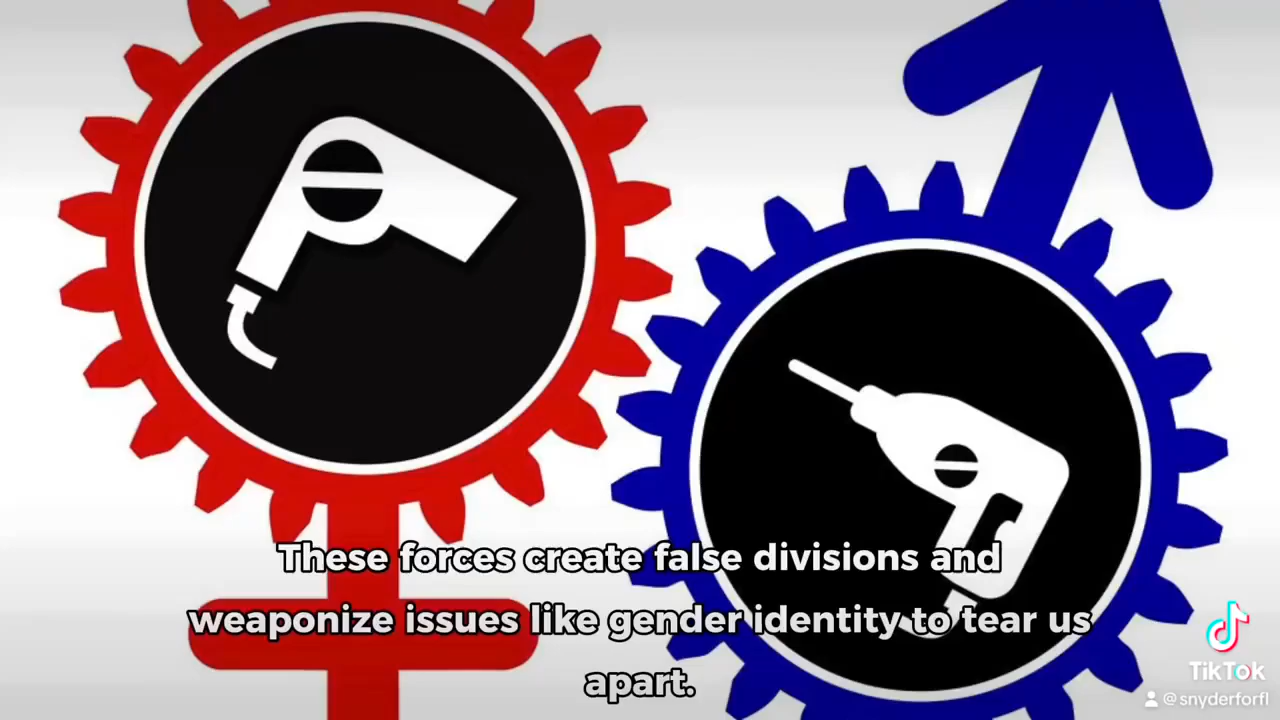 These forces create false divisions and
weaponize issues like gender identity to tear us
apart.
TikTok
@snyderforfl